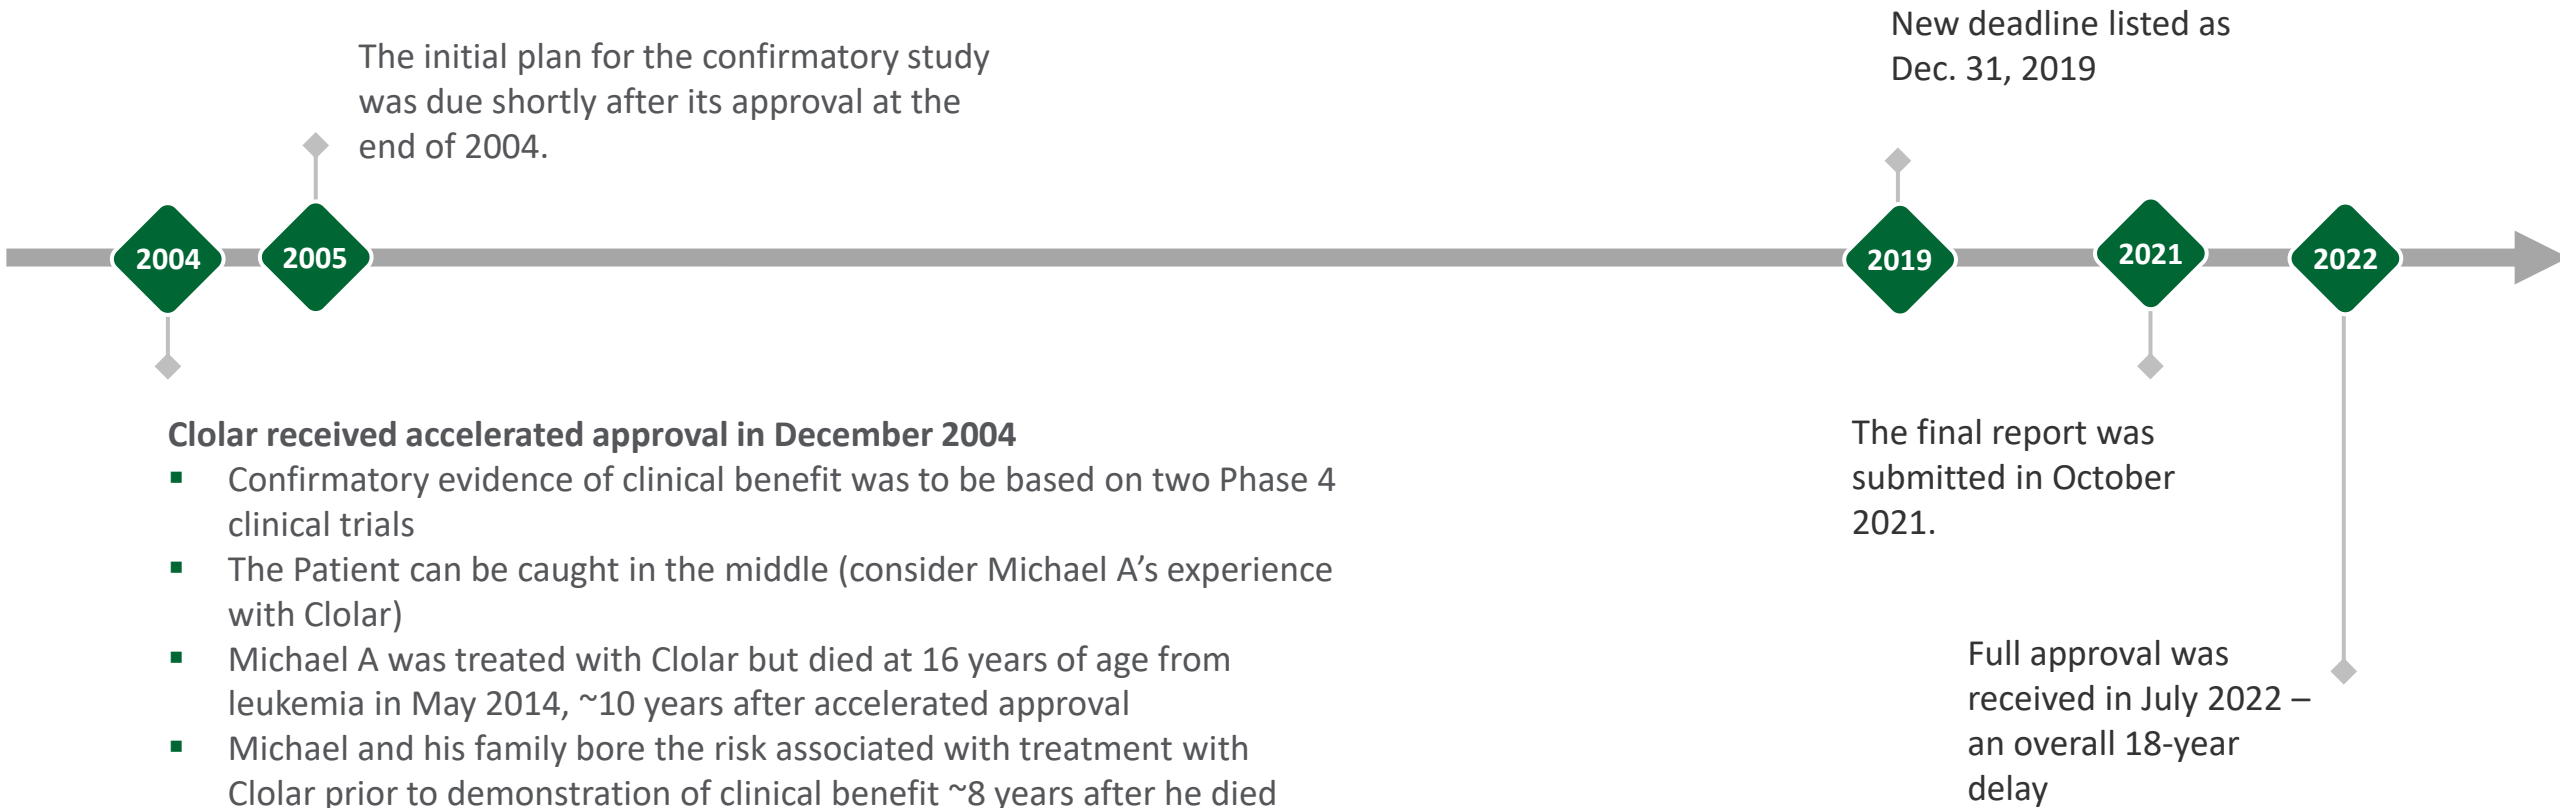 The initial plan for the confirmatory study
was due shortly after its approval at the
end of 2004.
New deadline listed as
Dec. 31, 2019
2004
2005
2019
2021
2022
Clolar received accelerated approval in December 2004
▪ Confirmatory evidence of clinical benefit was to be based on two Phase 4
clinical trials
▪ The Patient can be caught in the middle (consider Michael A’s experience
with Clolar)
▪ Michael A was treated with Clolar but died at 16 years of age from
leukemia in May 2014, ~10 years after accelerated approval
▪ Michael and his family bore the risk associated with treatment with
Clolar prior to demonstration of clinical benefit ~8 years after he died
The final report was
submitted in October
2021.
Full approval was
received in July 2022 –
an overall 18-year
delay